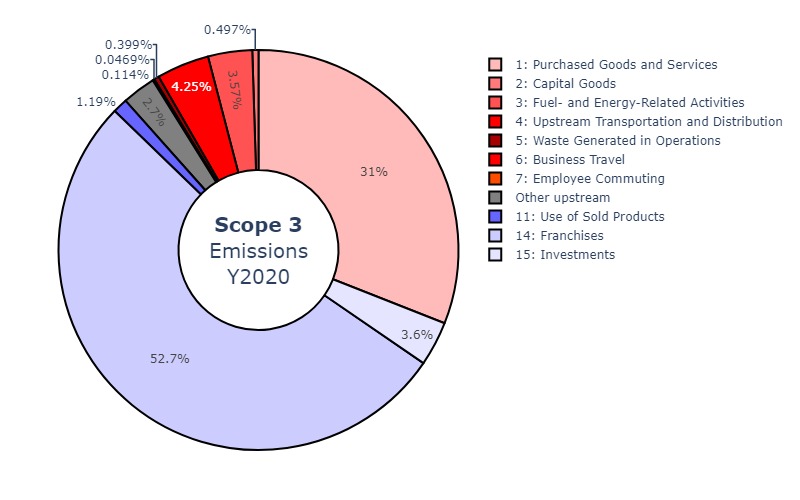 0.497%
0.399%
0.0469%
0.114%
1.19%
2.7%
4.25%
3.57%
31%
3.6%
52.7%
Scope 3
Emissions
Y2020
1: Purchased Goods and Services
2: Capital Goods
3: Fuel- and Energy-Related Activities
4: Upstream Transportation and Distribution
5: Waste Generated in Operations
6: Business Travel
7: Employee Commuting
Other upstream
11: Use of Sold Products
14: Franchises
15: Investments